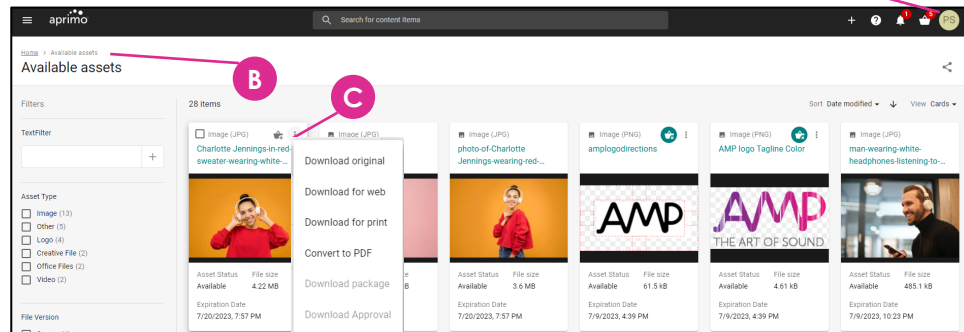 aprimo
Search for content items
+
?
1
5
PS
Home > Available assets
Available assets
B
C
Filters
28 items
Sort Date modified
View Cards
TextFilter
+
Asset Type
Image (13)
Other (5)
Logo (4)
Creative File (2)
Office Files (2)
Video (2)
File Version
Image (JPG)
Charlotte Jennings-in-red-
sweater-wearing-white-...
Asset Status File size
Available 4.22 MB
Expiration Date
7/20/2023, 7:57 PM
Download original
Download for web
Download for print
Convert to PDF
Download package
Download Approval
Image (JPG)
Image (JPG)
photo-of-Charlotte
Jennings-wearing-red-...
Asset Status File size
Available 3.6 MB
Expiration Date
7/20/2023, 7:57 PM
Image (PNG)
amplogodirections
AMP
Asset Status File size
Available 61.5 kB
Expiration Date
7/9/2023, 4:39 PM
Image (PNG)
AMP logo Tagline Color
AMP
THE ART OF SOUND
Asset Status File size
Available 4.61 kB
Expiration Date
7/9/2023, 4:39 PM
Image (JPG)
man-wearing-white-
headphones-listening-to-...
Asset Status File size
Available 485.1 kB
Expiration Date
7/9/2023, 10:23 PM